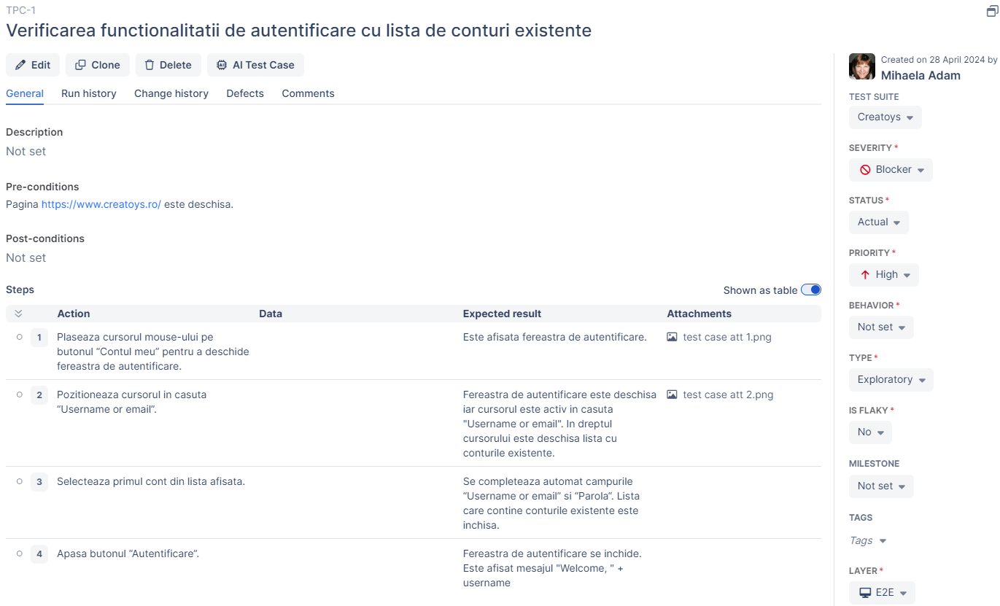 TPC-1
Verificarea functionalitatii de autentificare cu lista de conturi existente
Edit
Clone
Delete
AI Test Case
General
Run history
Change history
Defects
Comments
Description
Not set
Pre-conditions
Pagina https://www.creatoys.ro/ este deschisa.
Post-conditions
Not set
Steps
Shown as table
Action
Data
Expected result
Attachments
1
Plaseaza cursorul mouse-ului pe
butonul “Contul meu” pentru a deschide
fereastra de autentificare.
Este afisata fereastra de autentificare.
test case att 1.png
2
Pozitioneaza cursorul in casuta
“Username or email”.
Fereastra de autentificare este deschisa
iar cursorul este activ in casuta
"Username or email". In dreptul
cursorului este deschisa lista cu
conturile existente.
test case att 2.png
3
Selecteaza primul cont din lista afisata.
Se completeaza automat campurile
“Username or email” si “Parola“. Lista
care contine conturile existente este
inchisa.
4
Apasa butonul “Autentificare”.
Fereastra de autentificare se inchide.
Este afisat mesajul "Welcome, " +
username
Created on 28 April 2024 by
Mihaela Adam
TEST SUITE
Creatoys
SEVERITY *
Blocker
STATUS *
Actual
PRIORITY *
High
BEHAVIOR *
Not set
TYPE *
Exploratory
IS FLAKY *
No
MILESTONE
Not set
TAGS
Tags
LAYER *
E2E